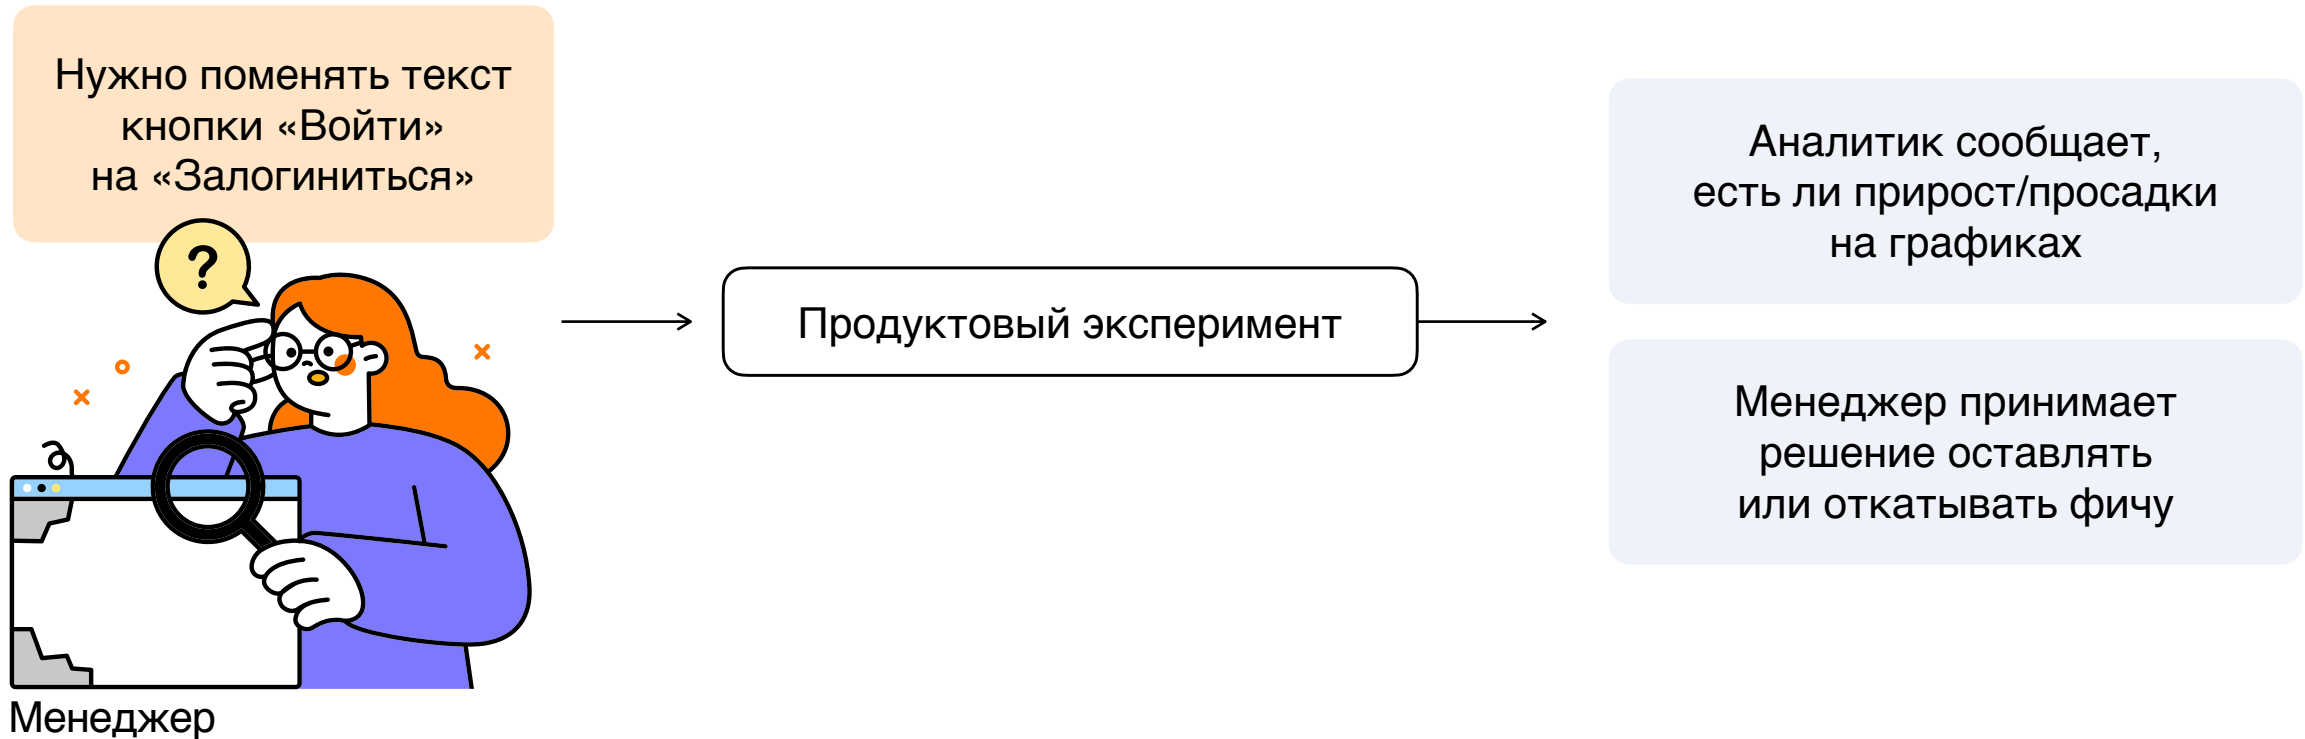 Нужно поменять текст
кнопки «Войти»
на «Залогиниться»
?
Менеджер
Продуктовый эксперимент
Аналитик сообщает,
есть ли прирост/просадки
на графиках
Менеджер принимает
решение оставлять
или откатывать фичу